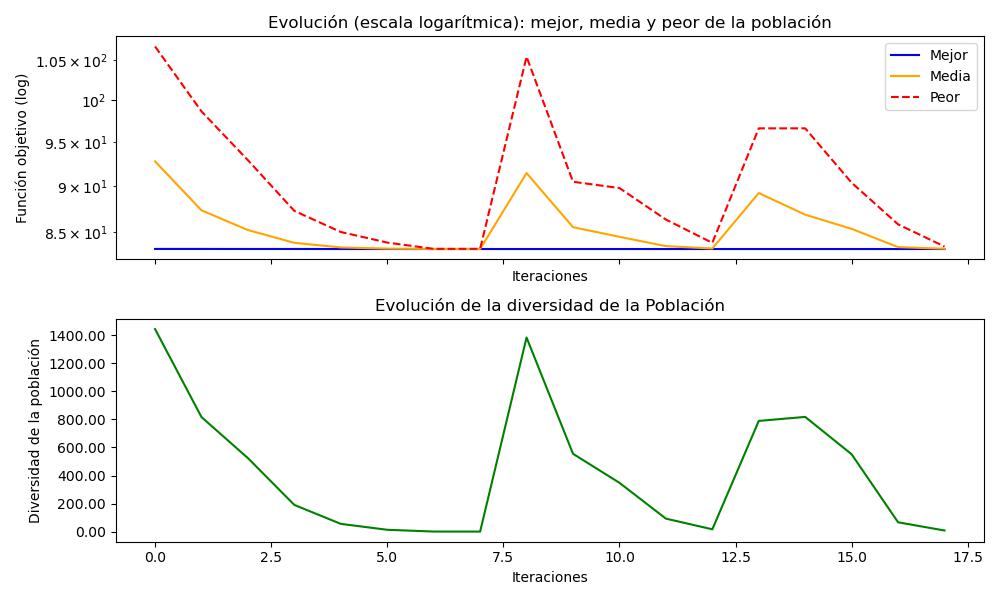 Evolución (escala logarítmica): mejor, media y peor de la población
Función objetivo (log)
1.05 × 10²
10²
9.5 × 10¹
9 × 10¹
8.5 × 10¹
Mejor
Media
Peor
Iteraciones
Evolución de la diversidad de la Población
Diversidad de la población
1400.00
1200.00
1000.00
800.00
600.00
400.00
200.00
0.00
0.0 2.5 5.0 7.5 10.0 12.5 15.0 17.5
Iteraciones